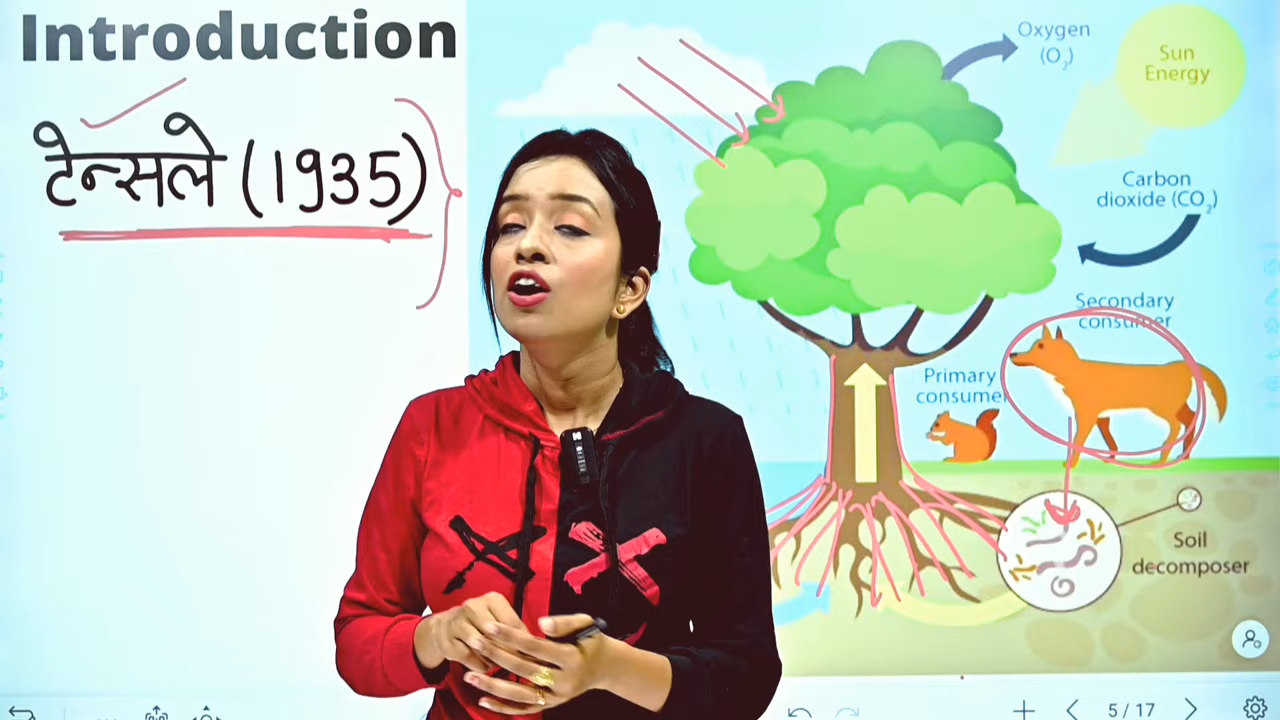 Introduction
टेन्सले (1935)
Oxygen
(O₂)
Sun
Energy
Carbon
dioxide (CO₂)
Secondary
consumer
Primary
consumer
Soil
decomposer
5 / 17